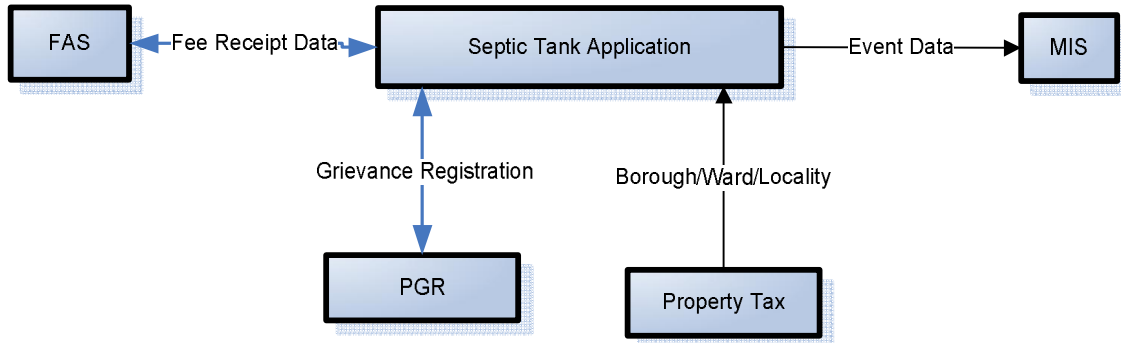 FAS
Fee Receipt Data
Septic Tank Application
Event Data
MIS
Grievance Registration
Borough/Ward/Locality
PGR
Property Tax